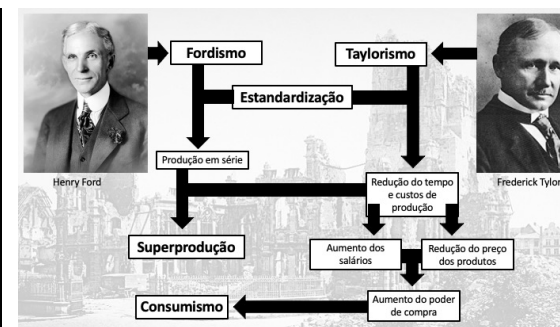 Fordismo
Taylorismo
Estandardização
Produção em série
Henry Ford
Redução do tempo
e custos de
produção
Frederick Tylor
Superprodução
Aumento dos
salários
Redução do preço
dos produtos
Consumismo
Aumento do poder
de compra